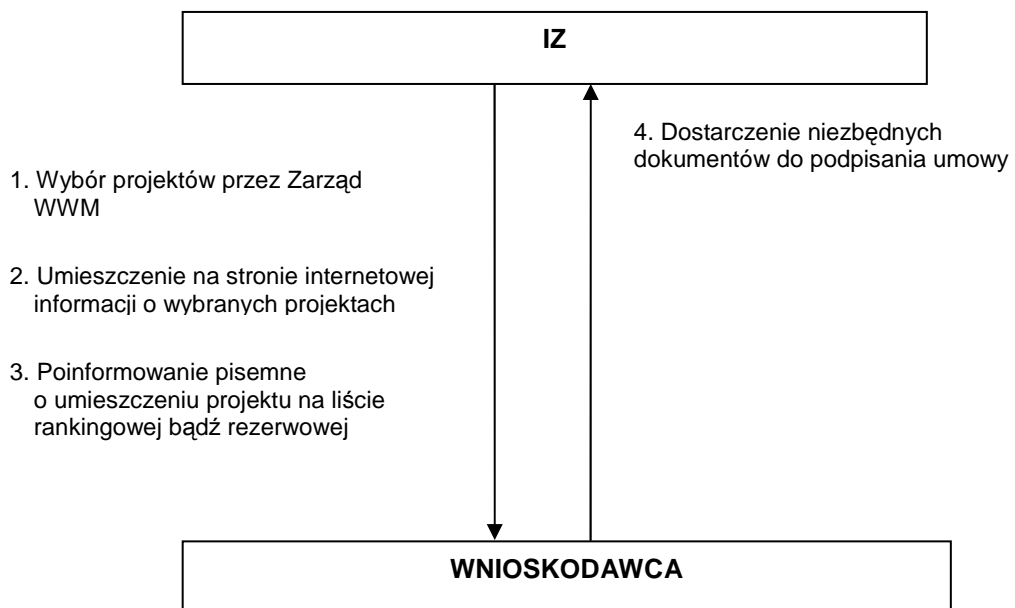 IZ
4. Dostarczenie niezbędnych
dokumentów do podpisania umowy
1. Wybór projektów przez Zarząd
WWM
2. Umieszczenie na stronie internetowej
informacji o wybranych projektach
3. Poinformowanie pisemne
o umieszczeniu projektu na liście
rankingowej bądź rezerwowej
WNIOSKODAWCA